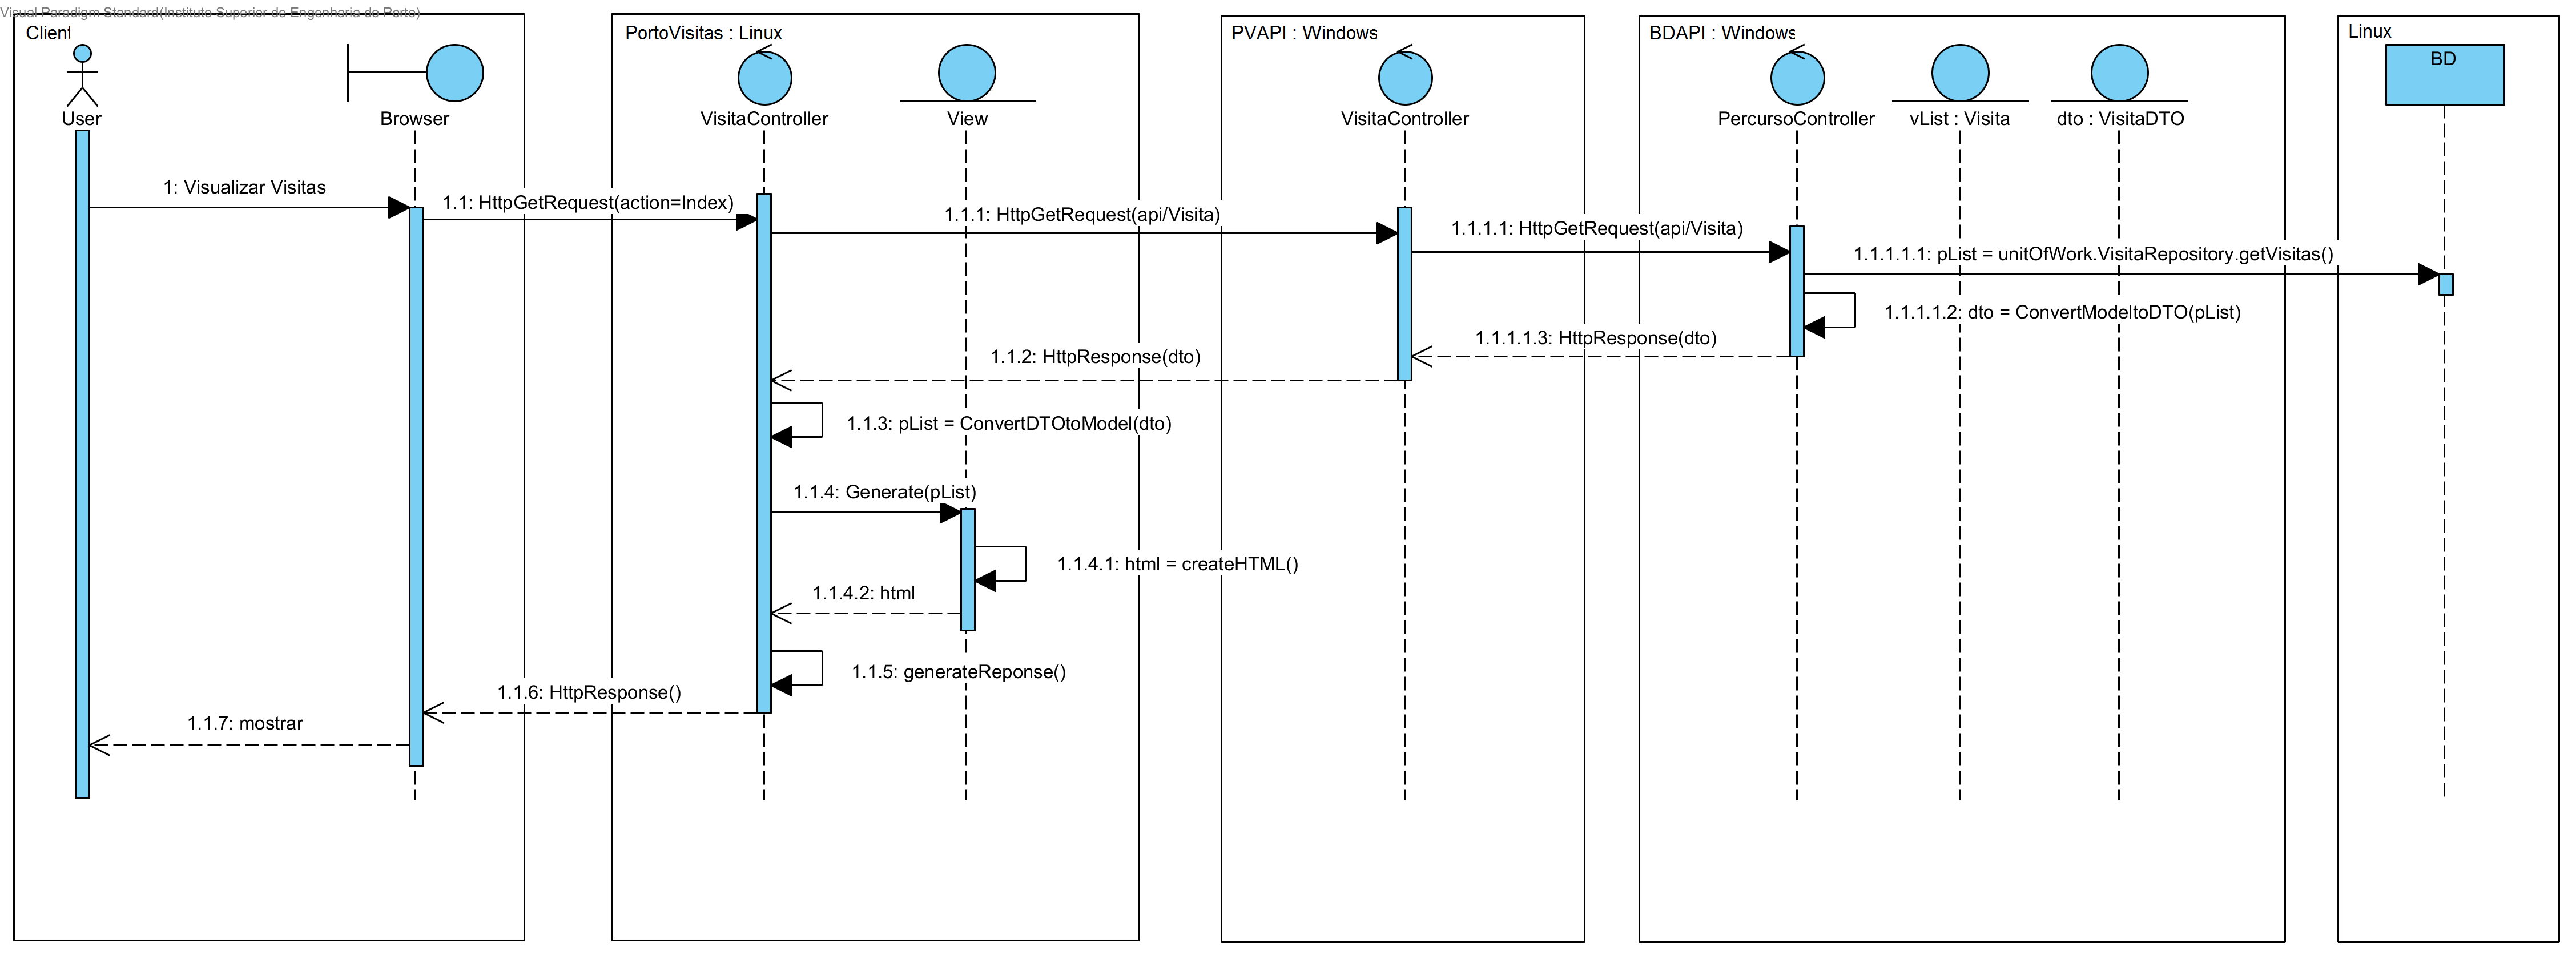 Visual Paradigm Standard(Instituto Superior de Engenharia do Porto)
Client
PortoVisitas : Linux
PVAPI : Windows
BDAPI : Windows
Linux
BD
User
Browser
VisitaController
View
VisitaController
PercursoController
vList : Visita
dto : VisitaDTO
1: Visualizar Visitas
1.1: HttpGetRequest(action=Index)
1.1.1: HttpGetRequest(api/Visita)
1.1.1.1: HttpGetRequest(api/Visita)
1.1.1.1.1: pList = unitOfWork.VisitaRepository.getVisitas()
1.1.1.1.2: dto = ConvertModeltoDTO(pList)
1.1.1.1.3: HttpResponse(dto)
1.1.2: HttpResponse(dto)
1.1.3: pList = ConvertDTOtoModel(dto)
1.1.4: Generate(pList)
1.1.4.1: html = createHTML()
1.1.4.2: html
1.1.5: generateReponse()
1.1.6: HttpResponse()
1.1.7: mostrar